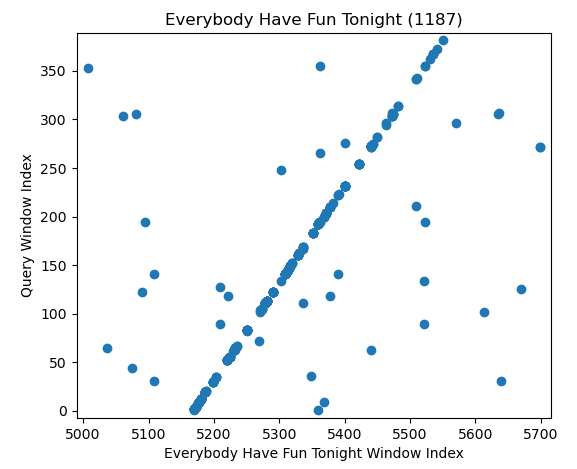 Everybody Have Fun Tonight (1187)
Query Window Index
350
300
250
200
150
100
50
0
5000 5100 5200 5300 5400 5500 5600 5700
Everybody Have Fun Tonight Window Index